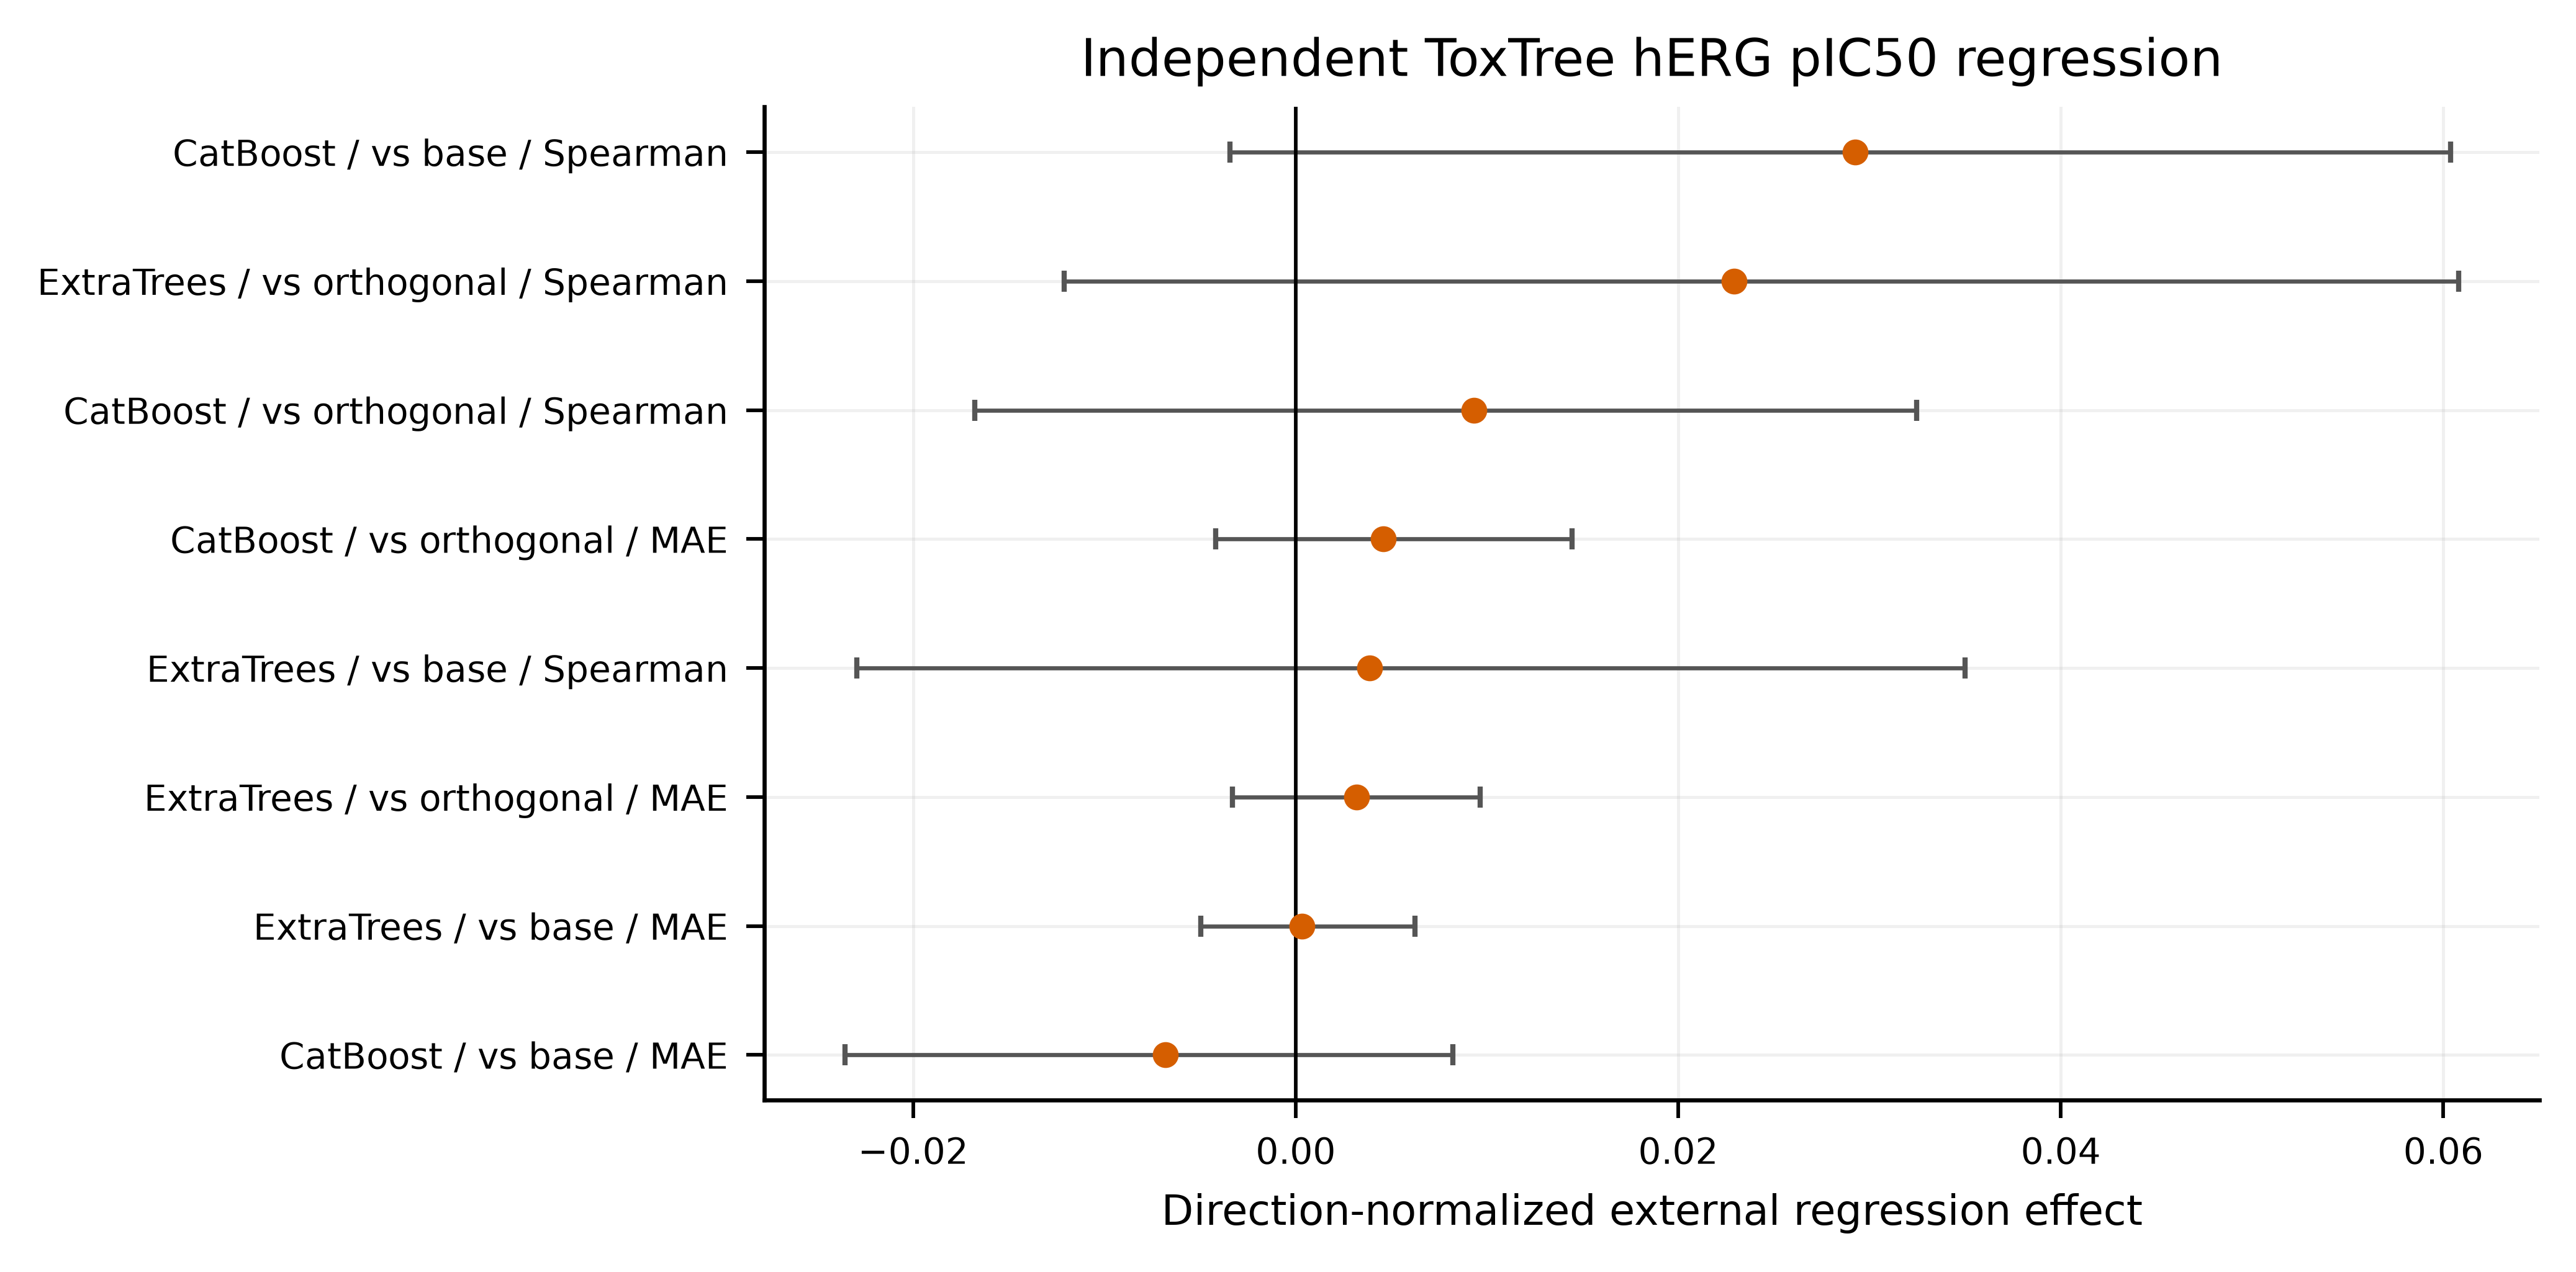 Independent ToxTree hERG pIC50 regression
CatBoost / vs base / Spearman
ExtraTrees / vs orthogonal / Spearman
CatBoost / vs orthogonal / Spearman
CatBoost / vs orthogonal / MAE
ExtraTrees / vs base / Spearman
ExtraTrees / vs orthogonal / MAE
ExtraTrees / vs base / MAE
CatBoost / vs base / MAE
−0.02 0.00 0.02 0.04 0.06
Direction-normalized external regression effect